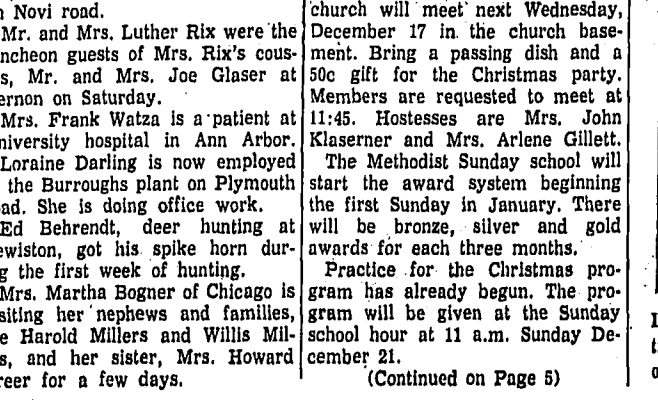 Novi road.
Mr. and Mrs. Luther Rix were the
ncheon guests of Mrs. Rix's cous-
s, Mr. and Mrs. Joe Glaser at
ernon on Saturday.
Mrs. Frank Watza is a patient at
niversity hospital in Ann Arbor.
Loraine Darling is now employed
the Burroughs plant on Plymouth
ad. She is doing office work.
Ed Behrendt, deer hunting at
ewiston, got his spike horn dur-
g the first week of hunting.
Mrs. Martha Bogner of Chicago is
siting her nephews and families,
e Harold Millers and Willis Mil-
s, and her sister, Mrs. Howard
reer for a few days.
church will meet next Wednesday,
December 17 in the church base-
ment. Bring a passing dish and a
50c gift for the Christmas party.
Members are requested to meet at
11:45. Hostesses are Mrs. John
Klaserner and Mrs. Arlene Gillett.
The Methodist Sunday school will
start the award system beginning
the first Sunday in January. There
will be bronze, silver and gold
awards for each three months.
Practice for the Christmas pro-
gram has already begun. The pro-
gram will be given at the Sunday
school hour at 11 a.m. Sunday De-
cember 21.
(Continued on Page 5)